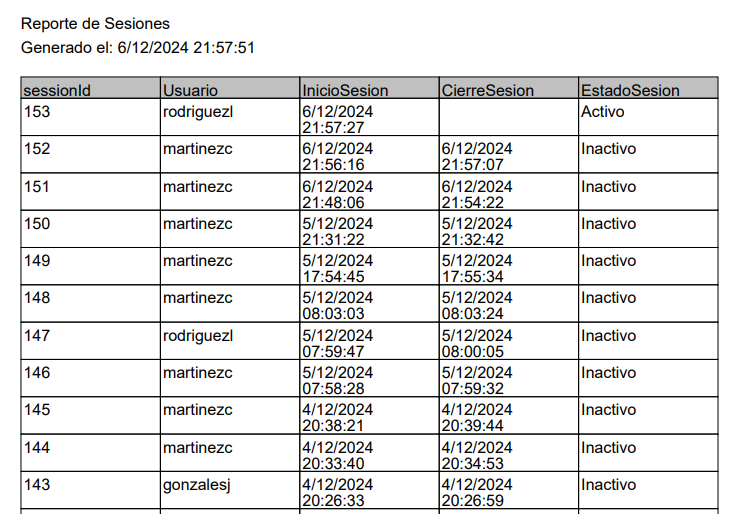 Reporte de Sesiones
Generado el: 6/12/2024 21:57:51
sessionId Usuario InicioSesion CierreSesion EstadoSesion
153 rodriguezl 6/12/2024 21:57:27 Activo
152 martinezc 6/12/2024 21:56:16 6/12/2024 21:57:07 Inactivo
151 martinezc 6/12/2024 21:48:06 6/12/2024 21:54:22 Inactivo
150 martinezc 5/12/2024 21:31:22 5/12/2024 21:32:42 Inactivo
149 martinezc 5/12/2024 17:54:45 5/12/2024 17:55:34 Inactivo
148 martinezc 5/12/2024 08:03:03 5/12/2024 08:03:24 Inactivo
147 rodriguezl 5/12/2024 07:59:47 5/12/2024 08:00:05 Inactivo
146 martinezc 5/12/2024 07:58:28 5/12/2024 07:59:32 Inactivo
145 martinezc 4/12/2024 20:38:21 4/12/2024 20:39:44 Inactivo
144 martinezc 4/12/2024 20:33:40 4/12/2024 20:34:53 Inactivo
143 gonzalesj 4/12/2024 20:26:33 4/12/2024 20:26:59 Inactivo